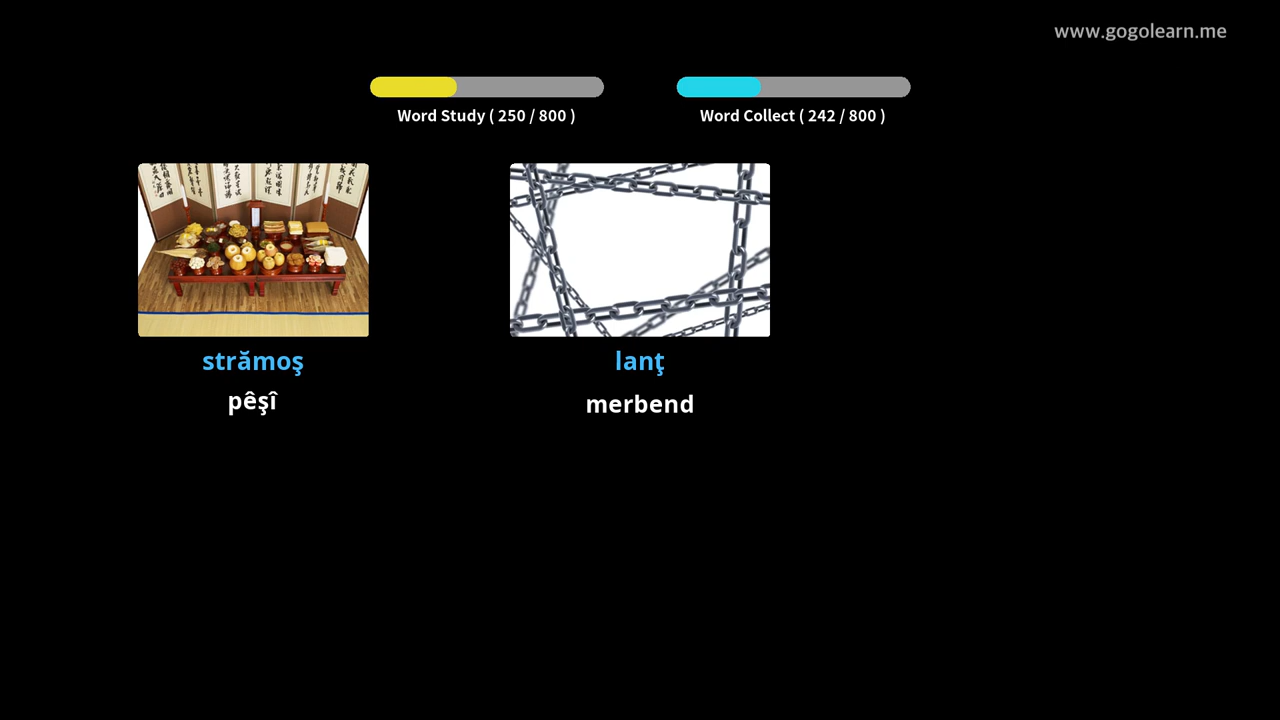 www.gogolearn.me
Word Study ( 250 / 800 )
Word Collect ( 242 / 800 )
strămoş
lanţ
pêşî
merbend